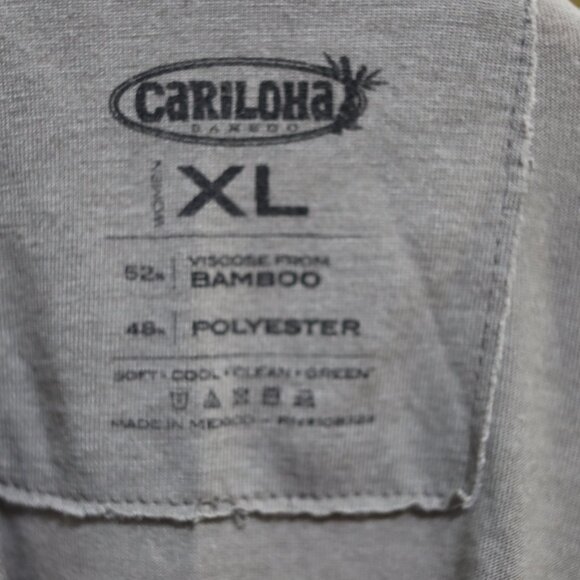 CARiLOHA
BAMBOO
WOMEN
XL
52% VISCOSE FROM
BAMBOO
48% POLYESTER
SOFT • COOL • CLEAN • GREEN
MADE IN MEXICO -